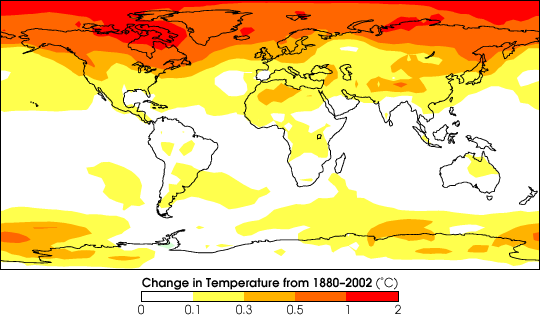 Change in Temperature from 1880-2002 (°C)
0 0.1 0.3 0.5 1 2